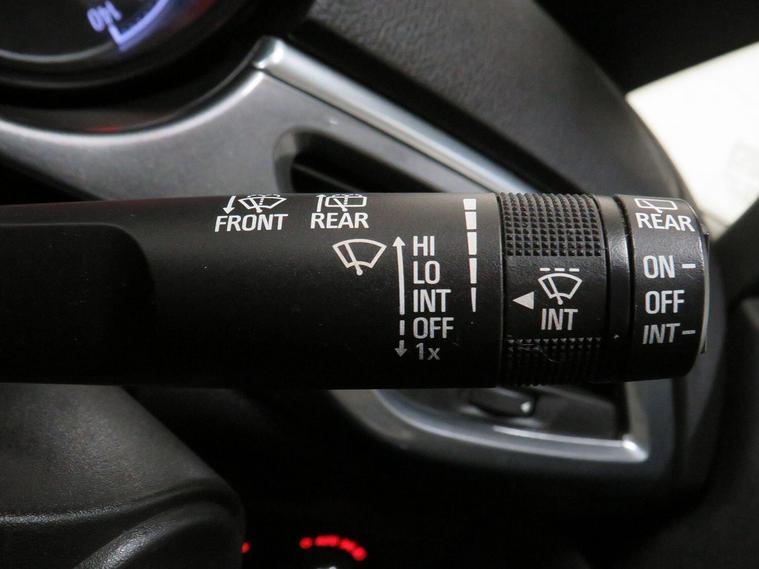 FRONT
REAR
HI
LO
INT
OFF
1x
INT
REAR
ON
OFF
INT